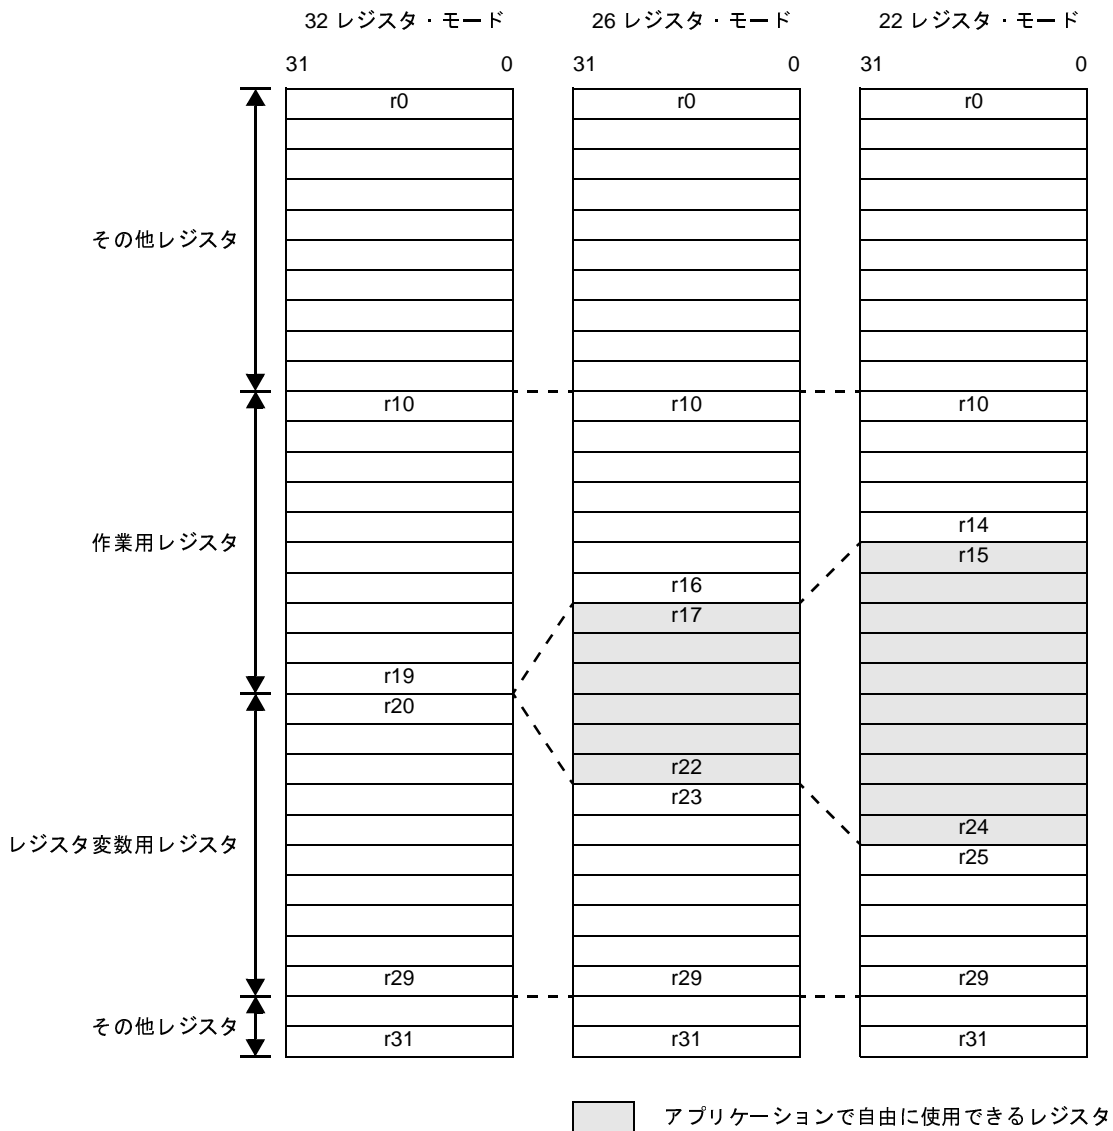 32 レジスタ・モード 26 レジスタ・モード 22 レジスタ・モード
31 0 31 0 31 0
r0 r0 r0
その他レジスタ
r10 r10 r10
r14
作業用レジスタ
r15
r16
r17
r19
r20
r22
r23
r24
レジスタ変数用レジスタ
r25
r29 r29 r29
その他レジスタ
r31 r31 r31
アプリケーションで自由に使用できるレジスタ